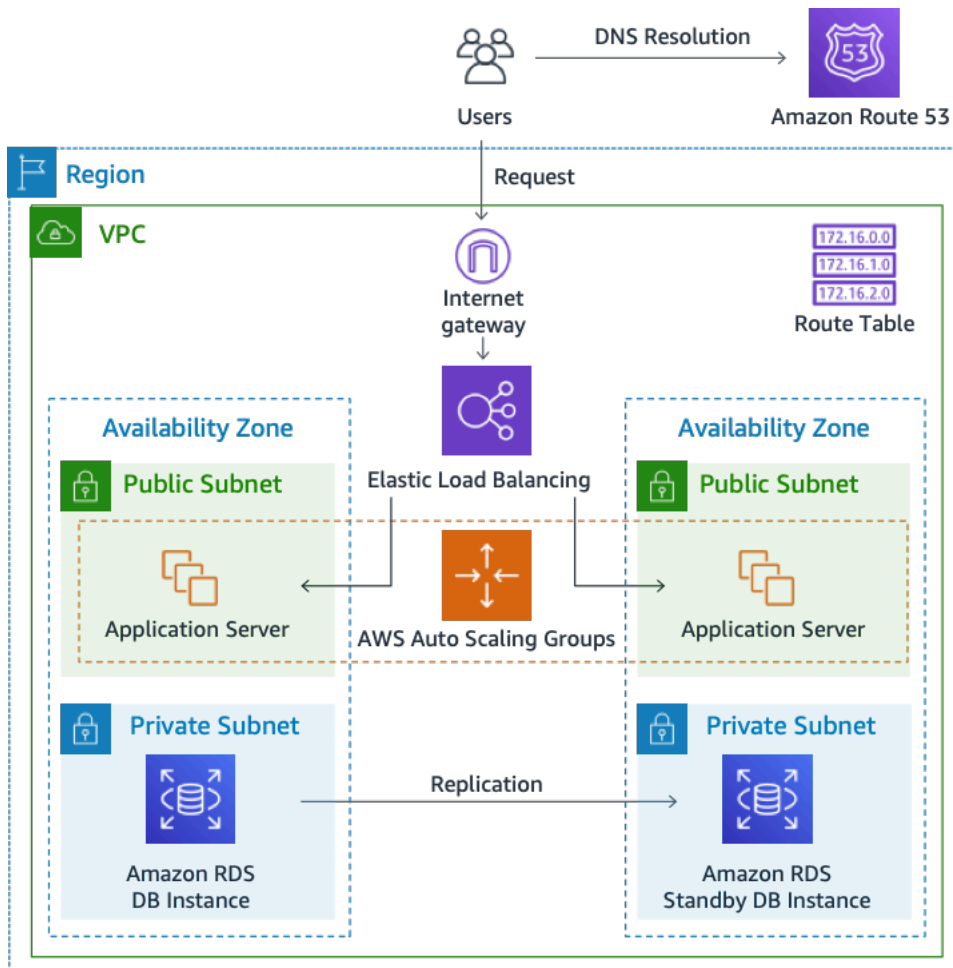 DNS Resolution
53
Users
Amazon Route 53
Region
Request
VPC
172.16.0.0
172.16.1.0
172.16.2.0
Route Table
Internet
gateway
Availability Zone
Availability Zone
Public Subnet
Elastic Load Balancing
Public Subnet
Application Server
AWS Auto Scaling Groups
Application Server
Private Subnet
Private Subnet
Replication
Amazon RDS
DB Instance
Amazon RDS
Standby DB Instance